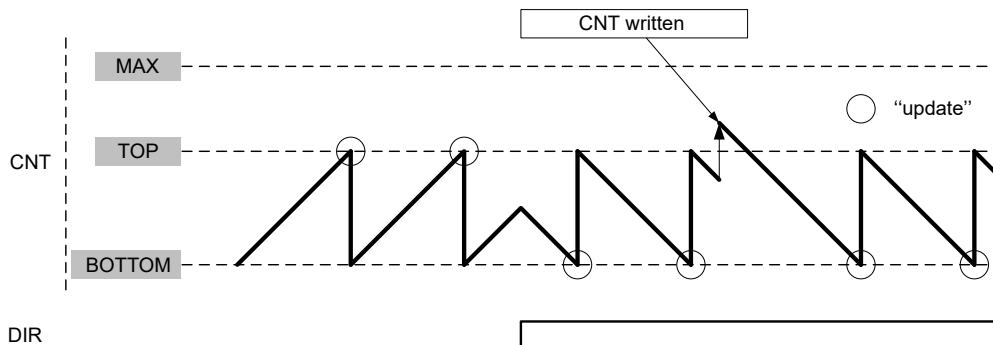 CNT written
MAX
‘‘update’’
TOP
CNT
BOTTOM
DIR